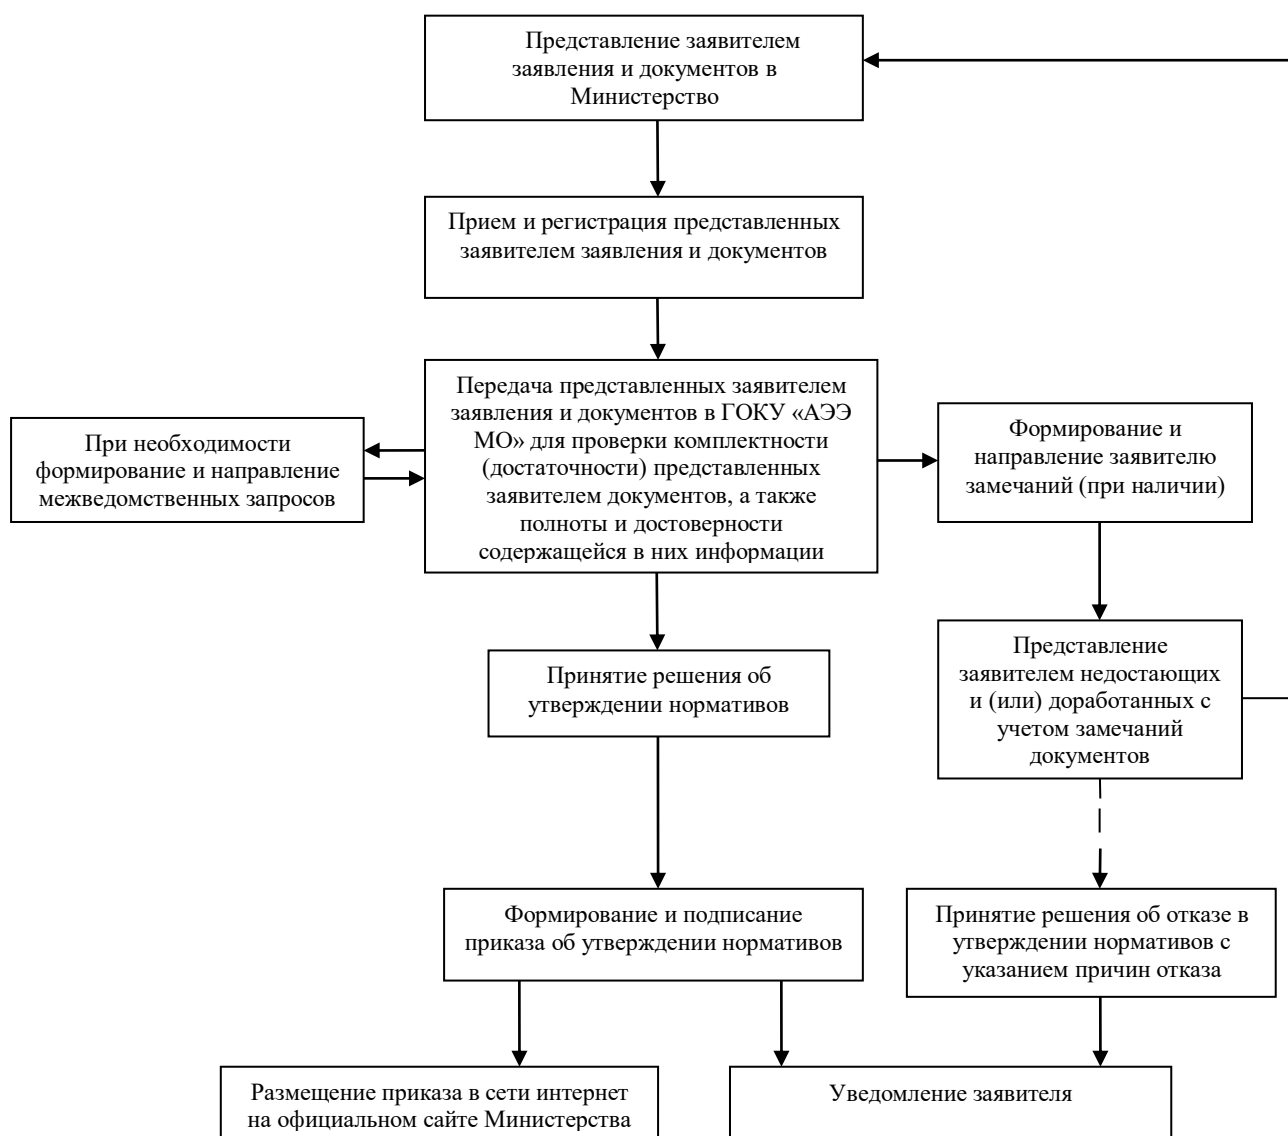 Представление заявителем
заявления и документов в
Министерство
Прием и регистрация представленных
заявителем заявления и документов
Передача представленных заявителем
заявления и документов в ГОКУ «АЭЭ
МО» для проверки комплектности
(достаточности) представленных
заявителем документов, а также
полноты и достоверности
содержащейся в них информации
При необходимости
формирование и направление
межведомственных запросов
Формирование и
направление заявителю
замечаний (при наличии)
Принятие решения об
утверждении нормативов
Представление
заявителем недостающих
и (или) доработанных с
учетом замечаний
документов
Формирование и подписание
приказа об утверждении нормативов
Принятие решения об отказе в
утверждении нормативов с
указанием причин отказа
Размещение приказа в сети интернет
на официальном сайте Министерства
Уведомление заявителя